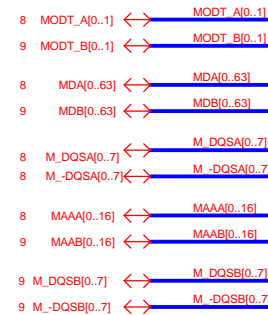 8 MODT_A[0..1] MODT_A[0..1]
9 MODT_B[0..1] MODT_B[0..1]
8 MDA[0..63] MDA[0..63]
9 MDB[0..63] MDB[0..63]
8 M_DQSA[0..7] M_DQSA[0..7]
8 M_-DQSA[0..7] M_-DQSA[0..7
8 MAAA[0..16] MAAA[0..16]
9 MAAB[0..16] MAAB[0..16]
9 M_DQSB[0..7] M_DQSB[0..7]
9 M_-DQSB[0..7] M_-DQSB[0..7